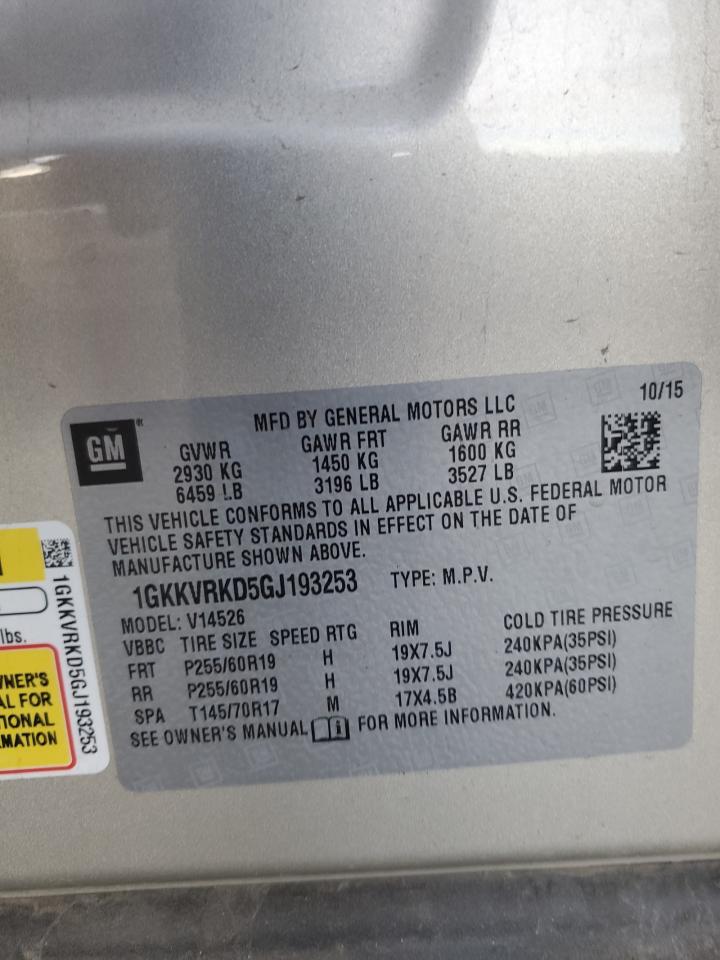 10/15
MFD BY GENERAL MOTORS LLC
GM
GVWR GAWR FRT GAWR RR
2930 KG 1450 KG 1600 KG
6459 LB 3196 LB 3527 LB
THIS VEHICLE CONFORMS TO ALL APPLICABLE U.S. FEDERAL MOTOR
VEHICLE SAFETY STANDARDS IN EFFECT ON THE DATE OF
MANUFACTURE SHOWN ABOVE.
1GKKVRKD5GJ193253 TYPE: M.P.V.
MODEL: V14526
VBBC TIRE SIZE SPEED RTG RIM COLD TIRE PRESSURE
FRT P255/60R19 H 19X7.5J 240KPA(35PSI)
RR P255/60R19 H 19X7.5J 240KPA(35PSI)
SPA T145/70R17 M 17X4.5B 420KPA(60PSI)
SEE OWNER'S MANUAL FOR MORE INFORMATION.
1GKKVRKD5GJ193253
lbs.
NER'S
AL FOR
IONAL
MATION